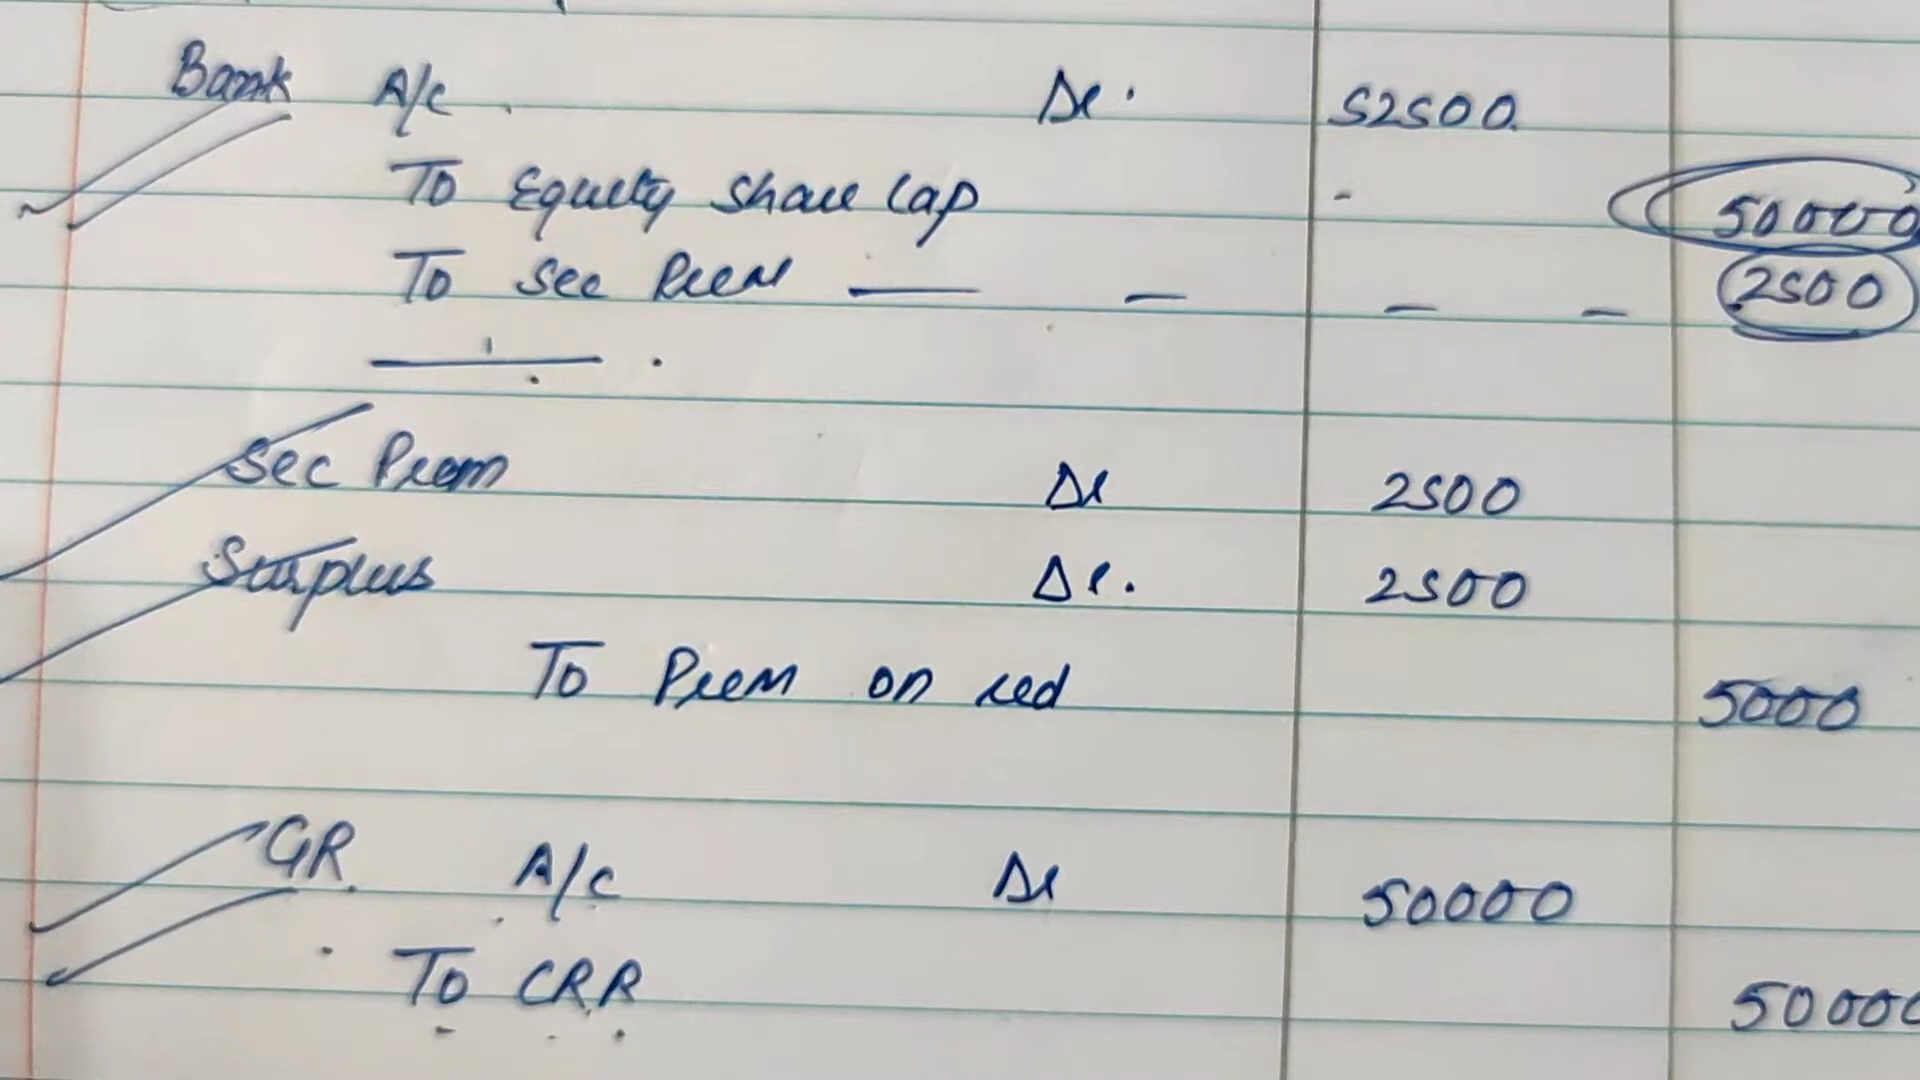 Bank A/c Dr. 52500.
To Equity Share Cap 50000
To Sec Prem 2500
Sec Prem Dr 2500
Surplus Dr. 2500
To Prem on red 5000
GR. A/c Dr 50000
To CRR 50000